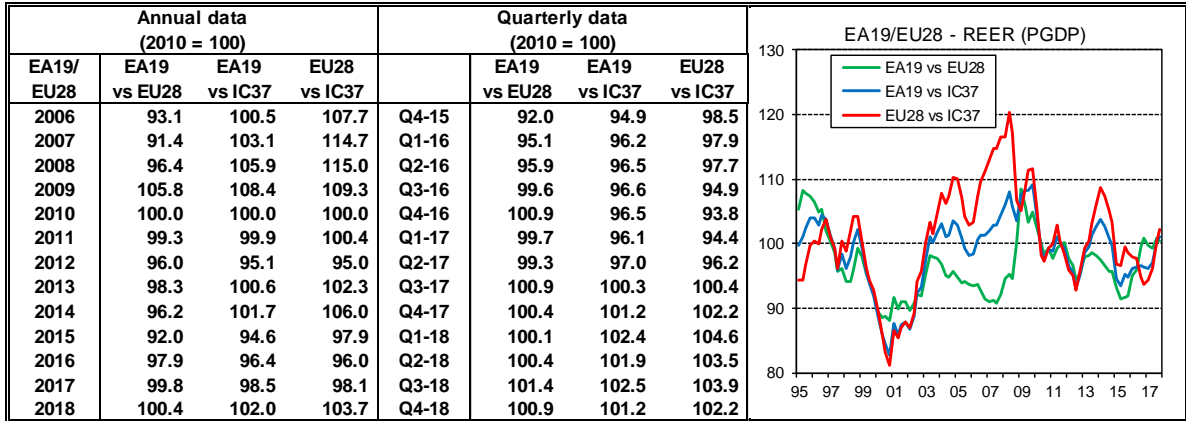 Annual data Quarterly data
(2010 = 100) (2010 = 100)
EA19/ EA19 EA19 EU28 EA19 EA19 EU28
EU28 vs EU28 vs IC37 vs IC37 vs EU28 vs IC37 vs IC37
2006 93.1 100.5 107.7 Q4-15 92.0 94.9 98.5
2007 91.4 103.1 114.7 Q1-16 95.1 96.2 97.9
2008 96.4 105.9 115.0 Q2-16 95.9 96.5 97.7
2009 105.8 108.4 109.3 Q3-16 99.6 96.6 94.9
2010 100.0 100.0 100.0 Q4-16 100.9 96.5 93.8
2011 99.3 99.9 100.4 Q1-17 99.7 96.1 94.4
2012 96.0 95.1 95.0 Q2-17 99.3 97.0 96.2
2013 98.3 100.6 102.3 Q3-17 100.9 100.3 100.4
2014 96.2 101.7 106.0 Q4-17 100.4 101.2 102.2
2015 92.0 94.6 97.9 Q1-18 100.1 102.4 104.6
2016 97.9 96.4 96.0 Q2-18 100.4 101.9 103.5
2017 99.8 98.5 98.1 Q3-18 101.4 102.5 103.9
2018 100.4 102.0 103.7 Q4-18 100.9 101.2 102.2
EA19/EU28 - REER (PGDP)
130
EA19 vs EU28
EA19 vs IC37
EU28 vs IC37
120
110
100
90
80
95 97 99 01 03 05 07 09 11 13 15 17